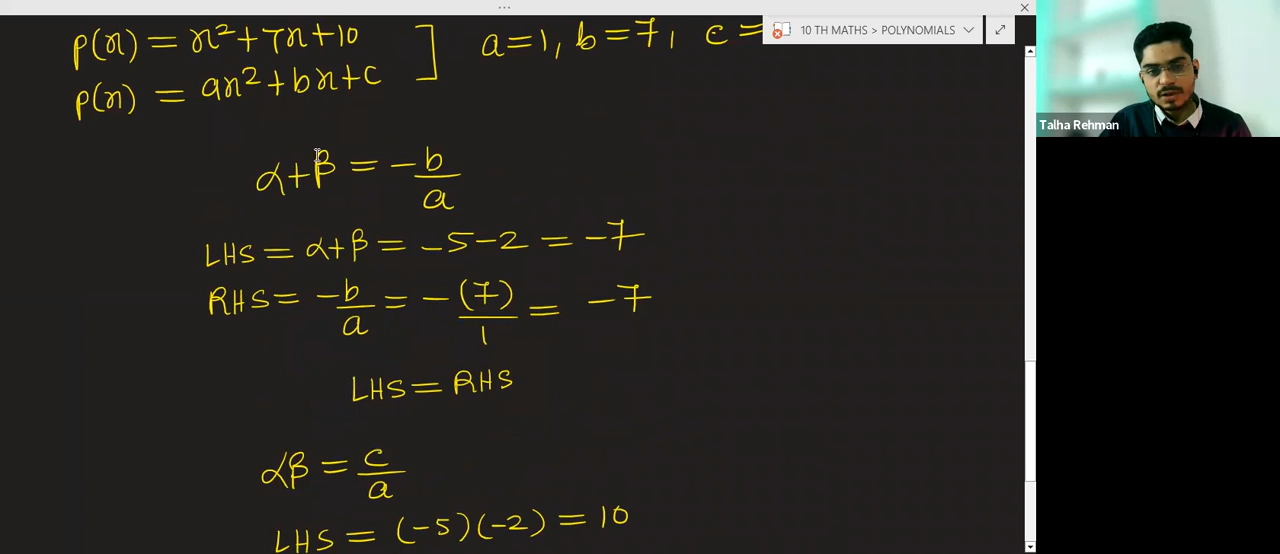 p(x) = x² + 7x + 10 ] a = 1, b = 7, c =
10 TH MATHS > POLYNOMIALS
p(x) = ax² + bx + c
Talha Rehman
α + β = -b/a
LHS = α + β = -5 - 2 = -7
RHS = -b/a = -(7)/1 = -7
LHS = RHS
αβ = c/a
LHS = (-5)(-2) = 10